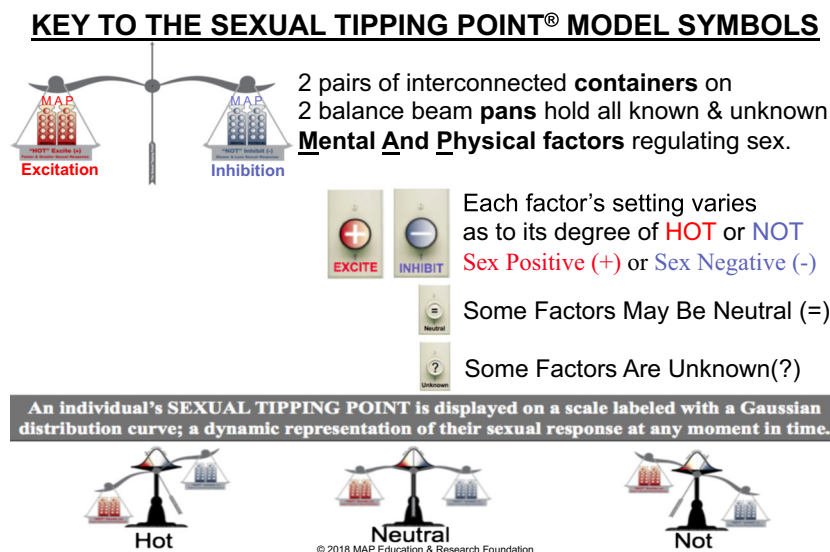 KEY TO THE SEXUAL TIPPING POINT® MODEL SYMBOLS
MAP MAP
"HOT" Excite (+)
"NOT" Inhibit (-)
Excitation
Inhibition
2 pairs of interconnected containers on
2 balance beam pans hold all known & unknown
Mental And Physical factors regulating sex.
EXCITE
INHIBIT
Each factor's setting varies
as to its degree of HOT or NOT
Sex Positive (+) or Sex Negative (-)
=
Neutral
Some Factors May Be Neutral (=)
?
Unknown
Some Factors Are Unknown(?)
An individual's SEXUAL TIPPING POINT is displayed on a scale labeled with a Gaussian
distribution curve; a dynamic representation of their sexual response at any moment in time.
Hot
Neutral
Not
© 2018 MAP Education & Research Foundation